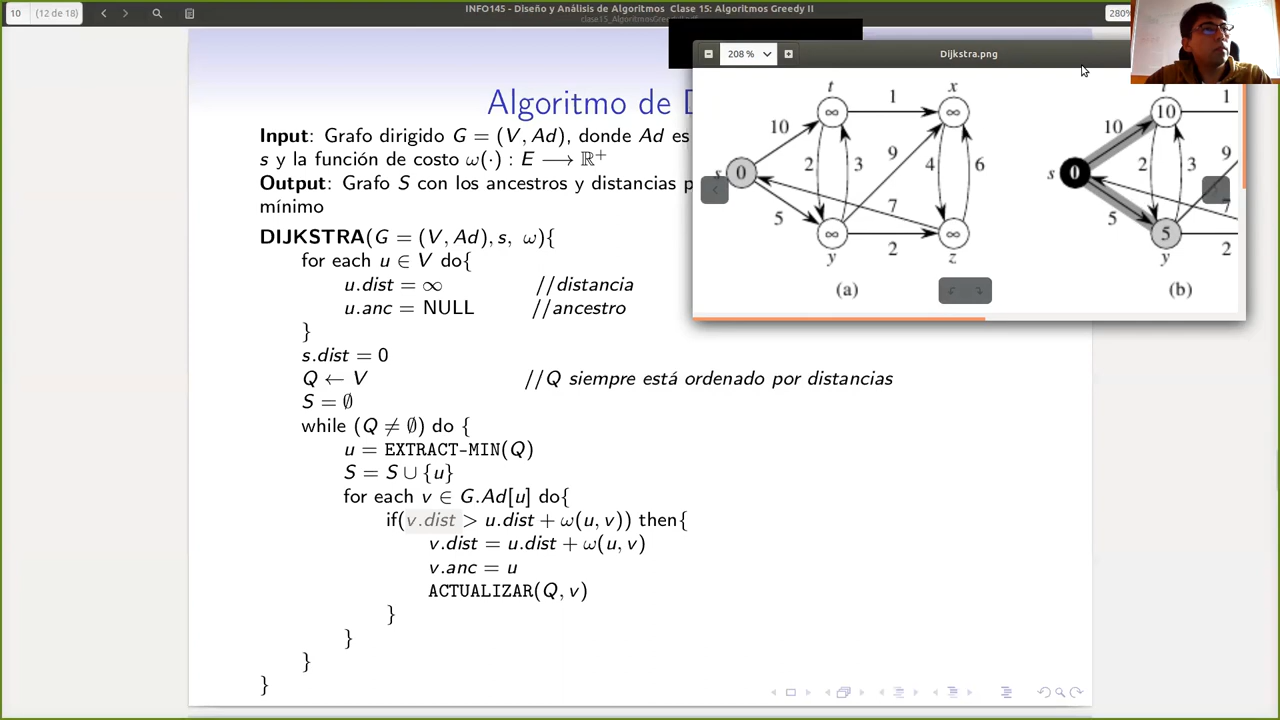 10 (12 de 18)
INFO145 - Diseño y Análisis de Algoritmos Clase 15: Algoritmos Greedy II
280%
Algoritmo de D
Input: Grafo dirigido G = (V, Ad), donde Ad es
s y la función de costo ω(·) : E ⟶ ℝ⁺
Output: Grafo S con los ancestros y distancias p
mínimo
DIJKSTRA(G = (V, Ad), s, ω){
for each u ∈ V do{
u.dist = ∞ //distancia
u.anc = NULL //ancestro
}
s.dist = 0
Q ← V //Q siempre está ordenado por distancias
S = ∅
while (Q ≠ ∅) do {
u = EXTRACT-MIN(Q)
S = S ∪ {u}
for each v ∈ G.Ad[u] do{
if(v.dist > u.dist + ω(u, v)) then{
v.dist = u.dist + ω(u, v)
v.anc = u
ACTUALIZAR(Q, v)
}
}
}
}
208 % Dijkstra.png
t x
∞ 1 ∞
10
2 3 9 4 6
s 0
5 7
∞ 2 ∞
y z
(a)
t
10 1
10
2 3 9
s 0
5 7
5 2
y
(b)